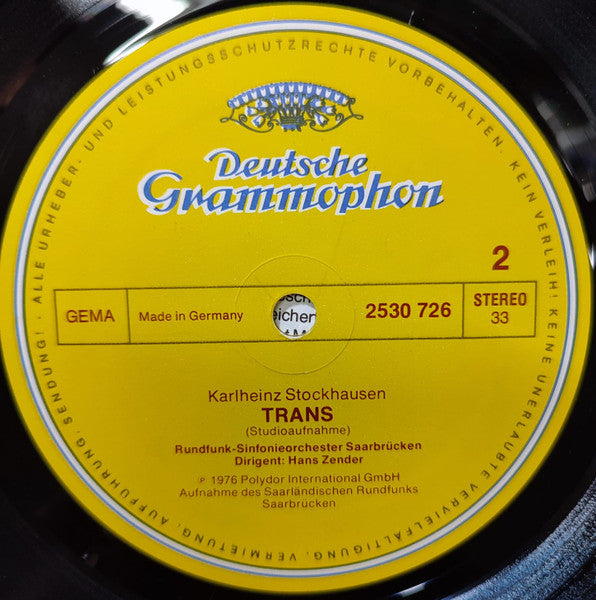 ALLE URHEBER- UND LEISTUNGSSCHUTZRECHTE VORBEHALTEN. KEIN VERLEIH! KEINE UNERLAUBTE VERVIELFÄLTIGUNG, VERMIETUNG, AUFFÜHRUNG, SENDUNG! ·
Deutsche
Grammophon
2
GEMA
Made in Germany
eicher
2530 726
STEREO
33
Karlheinz Stockhausen
TRANS
(Studioaufnahme)
Rundfunk-Sinfonieorchester Saarbrücken
Dirigent: Hans Zender
℗ 1976 Polydor International GmbH
Aufnahme des Saarländischen Rundfunks
Saarbrücken